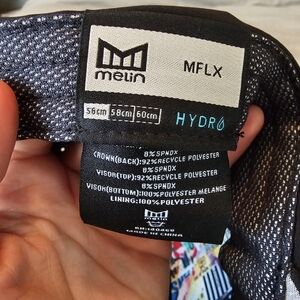 melin
MFLX
56cm 58cm 60cm
HYDRO
8% SPNDX
CROWN(BACK):92%RECYCLE POLYESTER
8% SPNDX
VISOR(TOP):92%RECYCLE POLYESTER
8% SPNDX
VISOR(BOTTOM):100%POLYESTER MELANGE
LINING:100%POLYESTER
melin
MADE IN CHINA